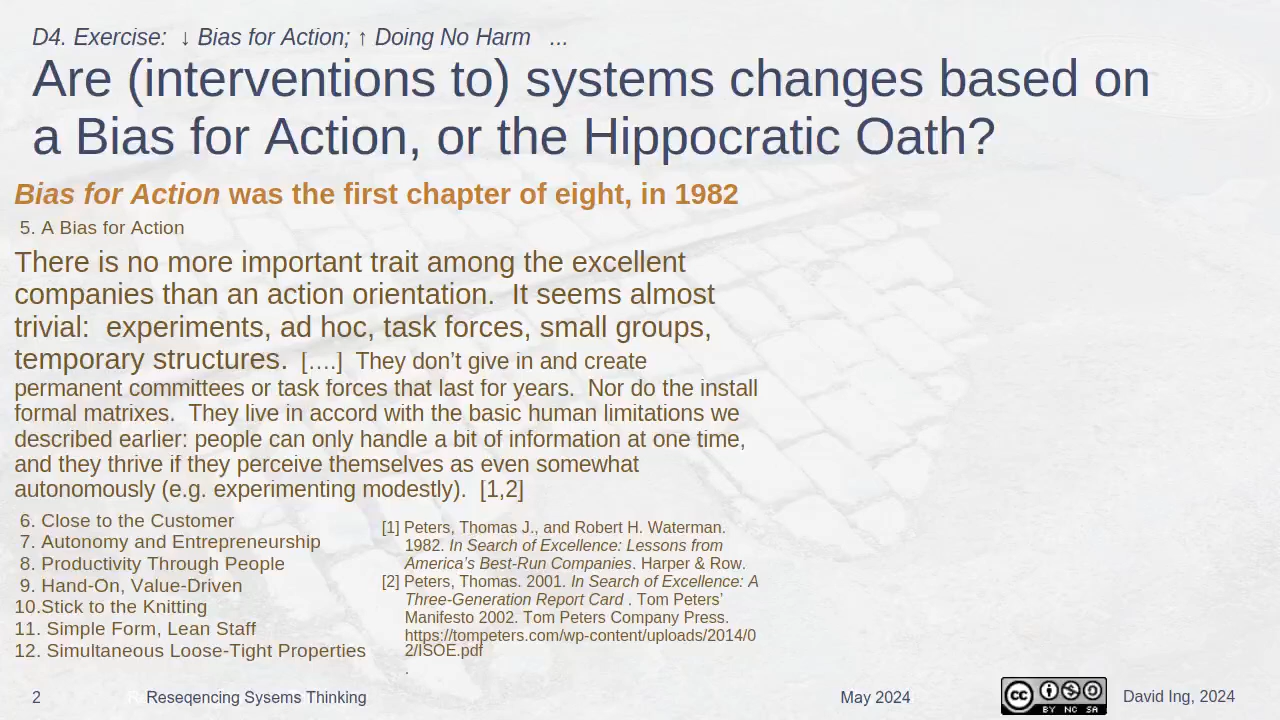 D4. Exercise: ↓ Bias for Action; ↑ Doing No Harm ...
Are (interventions to) systems changes based on
a Bias for Action, or the Hippocratic Oath?
Bias for Action was the first chapter of eight, in 1982
5. A Bias for Action
There is no more important trait among the excellent
companies than an action orientation. It seems almost
trivial: experiments, ad hoc, task forces, small groups,
temporary structures. [….] They don’t give in and create
permanent committees or task forces that last for years. Nor do the install
formal matrixes. They live in accord with the basic human limitations we
described earlier: people can only handle a bit of information at one time,
and they thrive if they perceive themselves as even somewhat
autonomously (e.g. experimenting modestly). [1,2]
6. Close to the Customer
7. Autonomy and Entrepreneurship
8. Productivity Through People
9. Hand-On, Value-Driven
10.Stick to the Knitting
11. Simple Form, Lean Staff
12. Simultaneous Loose-Tight Properties
[1] Peters, Thomas J., and Robert H. Waterman.
1982. In Search of Excellence: Lessons from
America’s Best-Run Companies. Harper & Row.
[2] Peters, Thomas. 2001. In Search of Excellence: A
Three-Generation Report Card . Tom Peters’
Manifesto 2002. Tom Peters Company Press.
https://tompeters.com/wp-content/uploads/2014/0
2/ISOE.pdf
.
2
Reseqencing Sysems Thinking
May 2024
cc
BY NC SA
David Ing, 2024